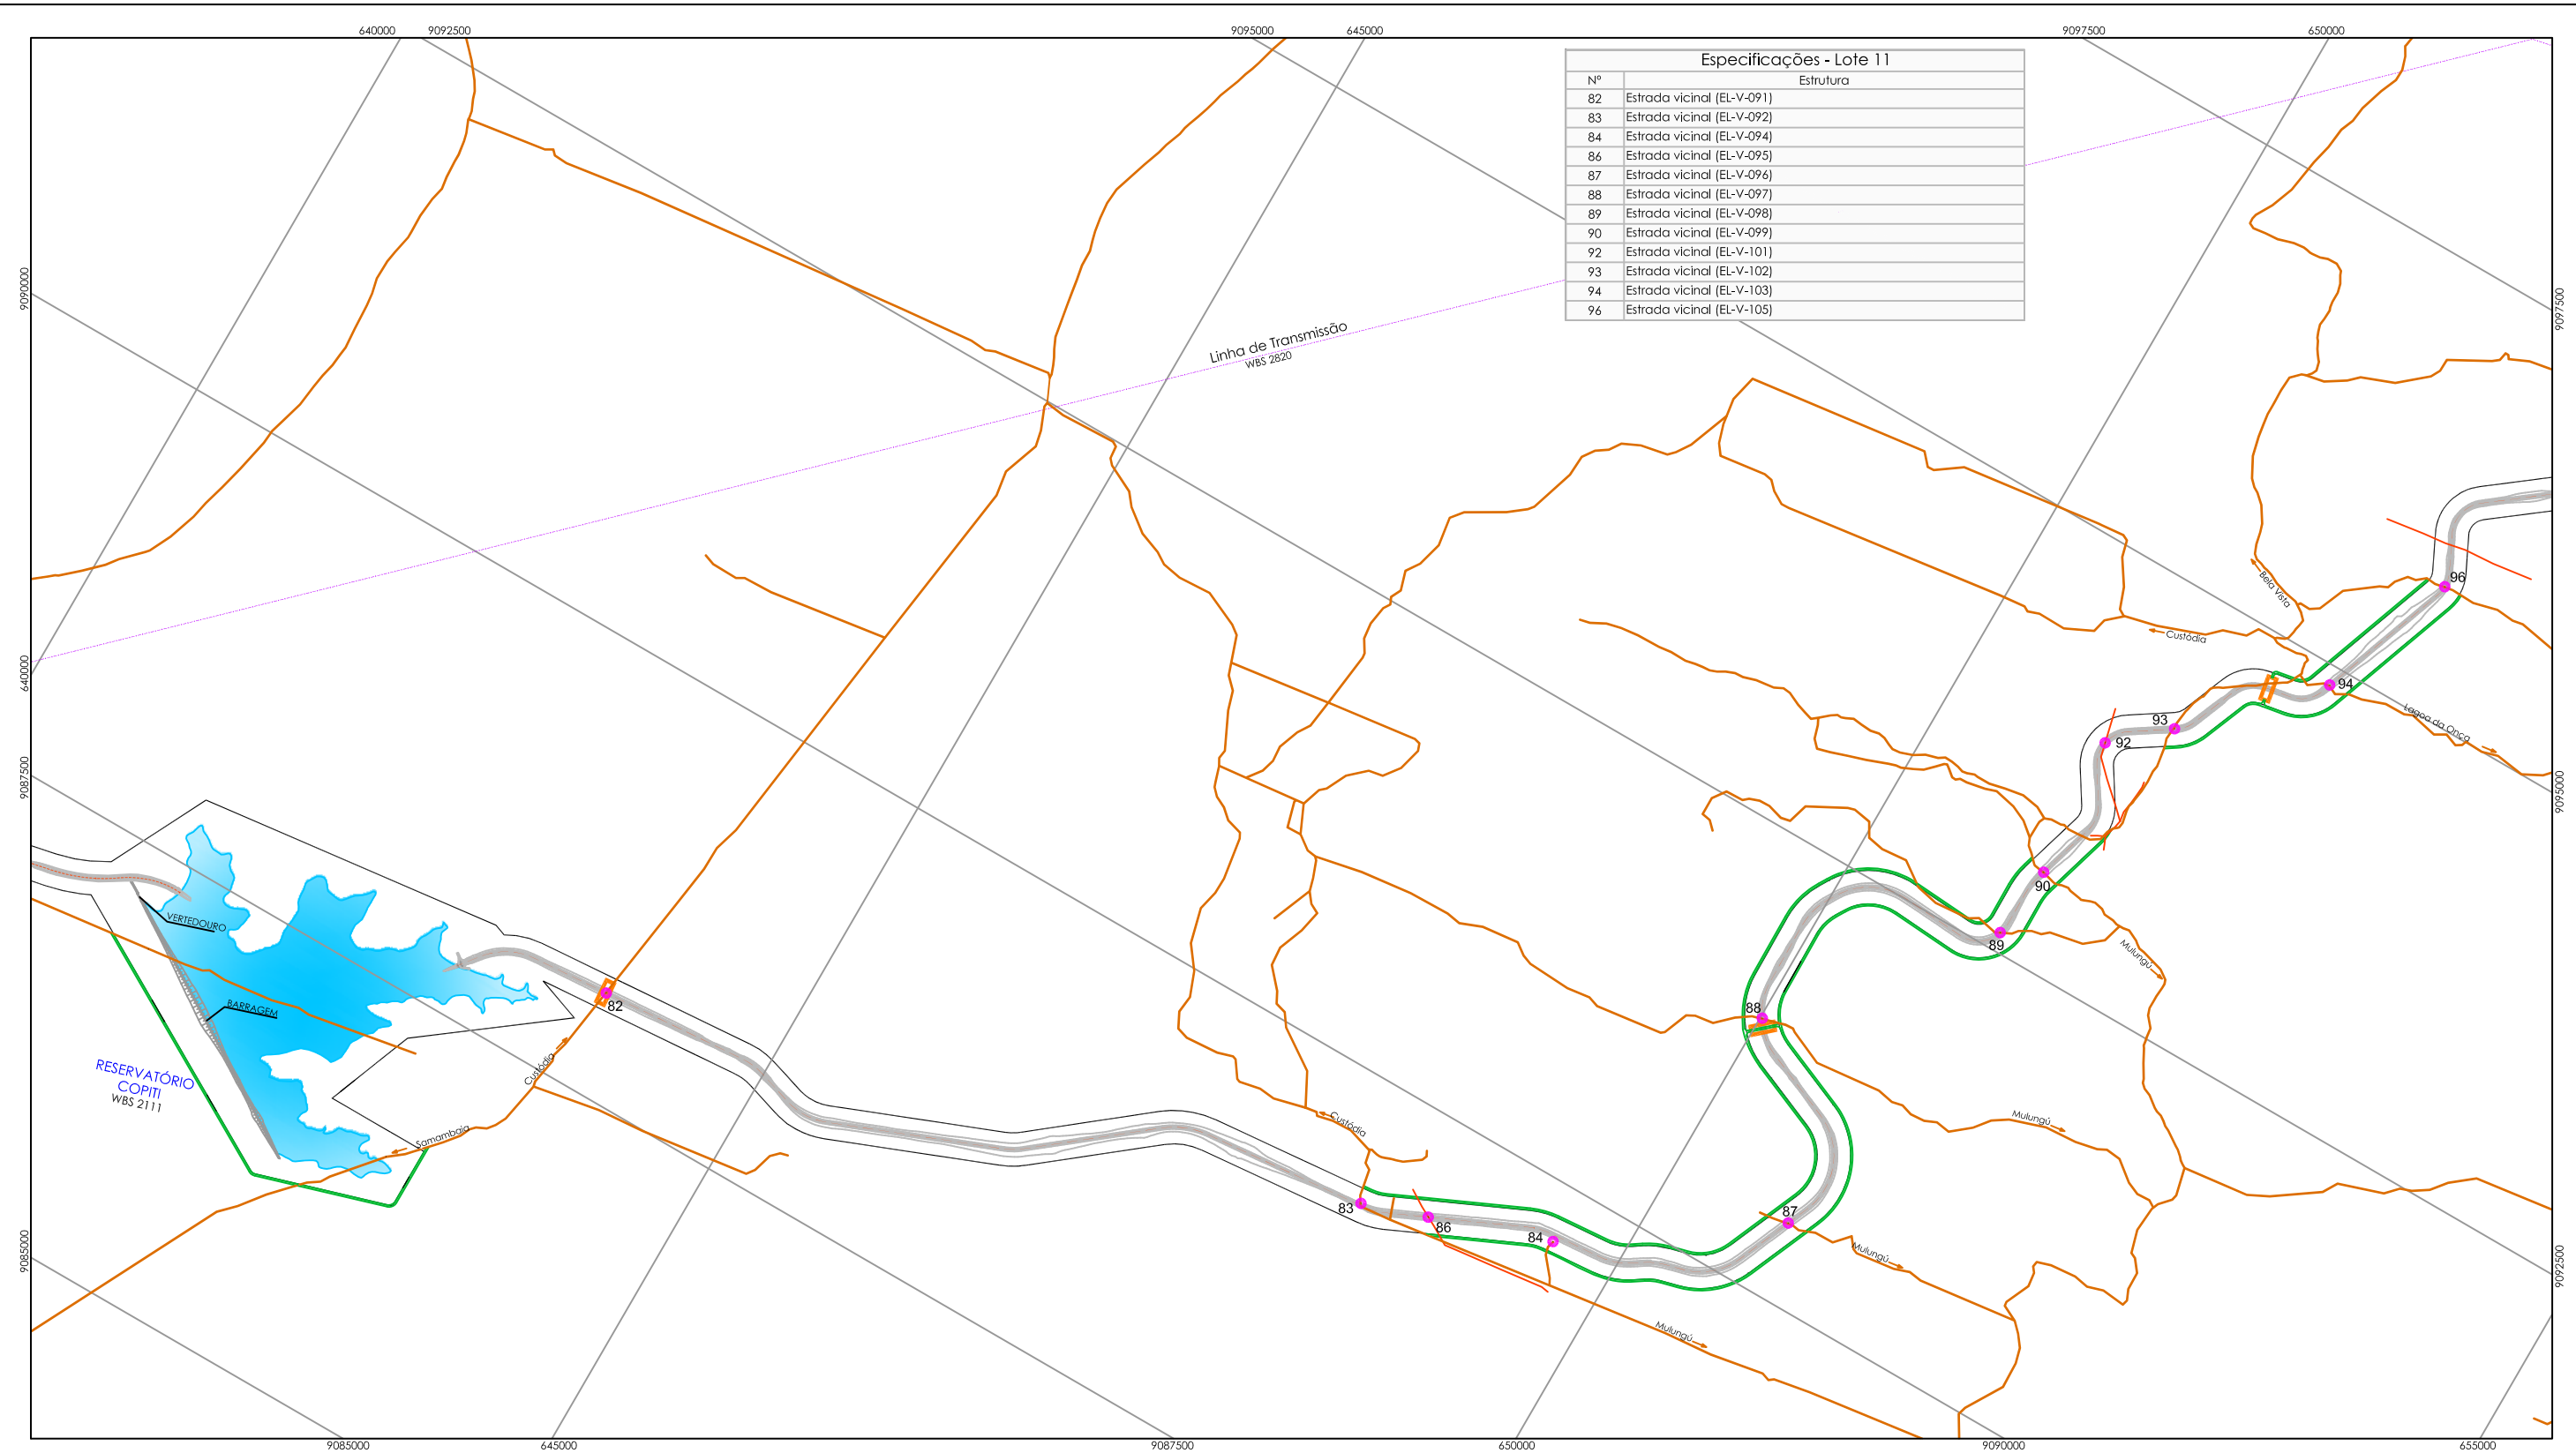 640000 9092500 9095000 645000 9097500 650000
Especificações - Lote 11
Nº Estrutura
82 Estrada vicinal (EL-V-091)
83 Estrada vicinal (EL-V-092)
84 Estrada vicinal (EL-V-094)
86 Estrada vicinal (EL-V-095)
87 Estrada vicinal (EL-V-096)
88 Estrada vicinal (EL-V-097)
89 Estrada vicinal (EL-V-098)
90 Estrada vicinal (EL-V-099)
92 Estrada vicinal (EL-V-101)
93 Estrada vicinal (EL-V-102)
94 Estrada vicinal (EL-V-103)
96 Estrada vicinal (EL-V-105)
9090000
9097500
Linha de Transmissão
WBS 2820
96
Bela Vista
Custódia
640000
94
Lagoa da Onça
93
92
9087500
9095000
90
VERTEDOURO
89
Mulungú
BARRAGEM
82
88
Custódia
RESERVATÓRIO
COPITI
WBS 2111
Samambaia
Custódia
Mulungú
83
86
84
87
Mulungú
9085000
9092500
Mulungú
9085000 645000 9087500 650000 9090000 655000